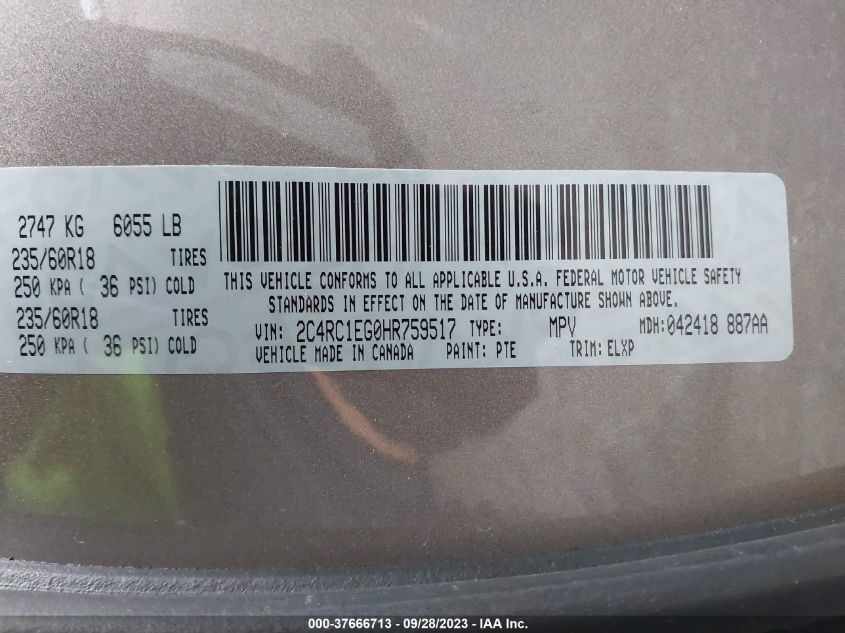 2747 KG 6055 LB
235/60R18 TIRES
250 KPA ( 36 PSI) COLD
235/60R18 TIRES
250 KPA ( 36 PSI) COLD
THIS VEHICLE CONFORMS TO ALL APPLICABLE U.S.A. FEDERAL MOTOR VEHICLE SAFETY
STANDARDS IN EFFECT ON THE DATE OF MANUFACTURE SHOWN ABOVE.
VIN: 2C4RC1EG0HR759517 TYPE: MPV MDH:042418 887AA
VEHICLE MADE IN CANADA PAINT: PTE TRIM: ELXP
000-37666713 - 09/28/2023 - IAA Inc.